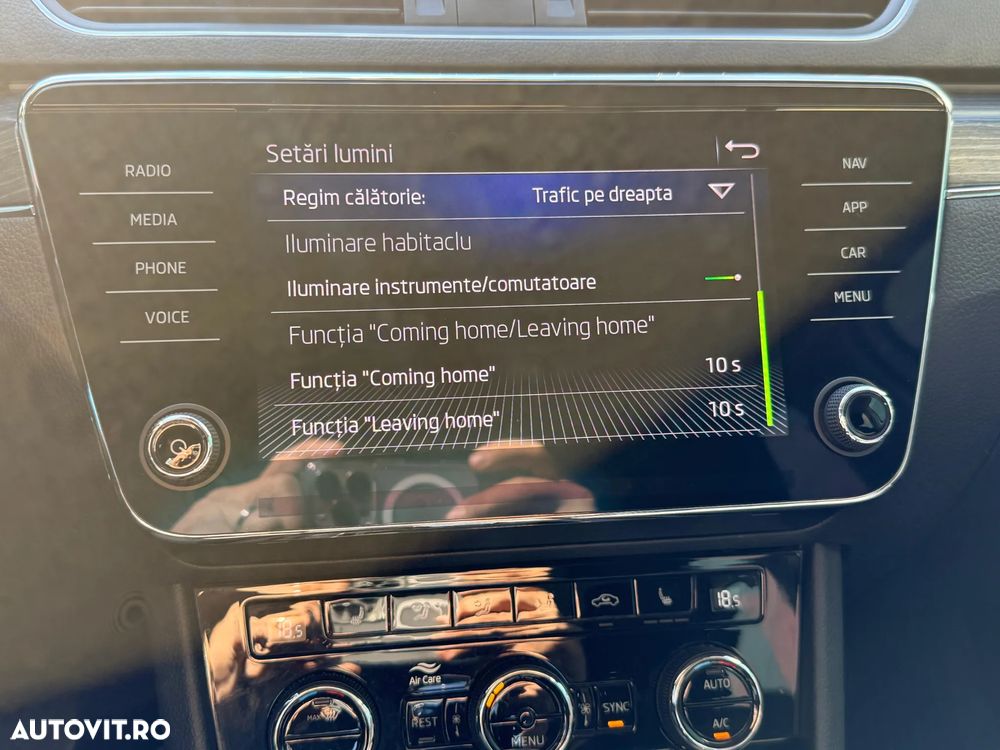 RADIO
MEDIA
PHONE
VOICE
Setări lumini
Regim călătorie: Trafic pe dreapta
Iluminare habitaclu
Iluminare instrumente/comutatoare
Funcția "Coming home/Leaving home"
Funcția "Coming home" 10 s
Funcția "Leaving home" 10 s
NAV
APP
CAR
MENU
18.5
18.5
Air Care
MAX
REST
MENU
SYNC
AUTO
A/C
AUTOVIT.RO